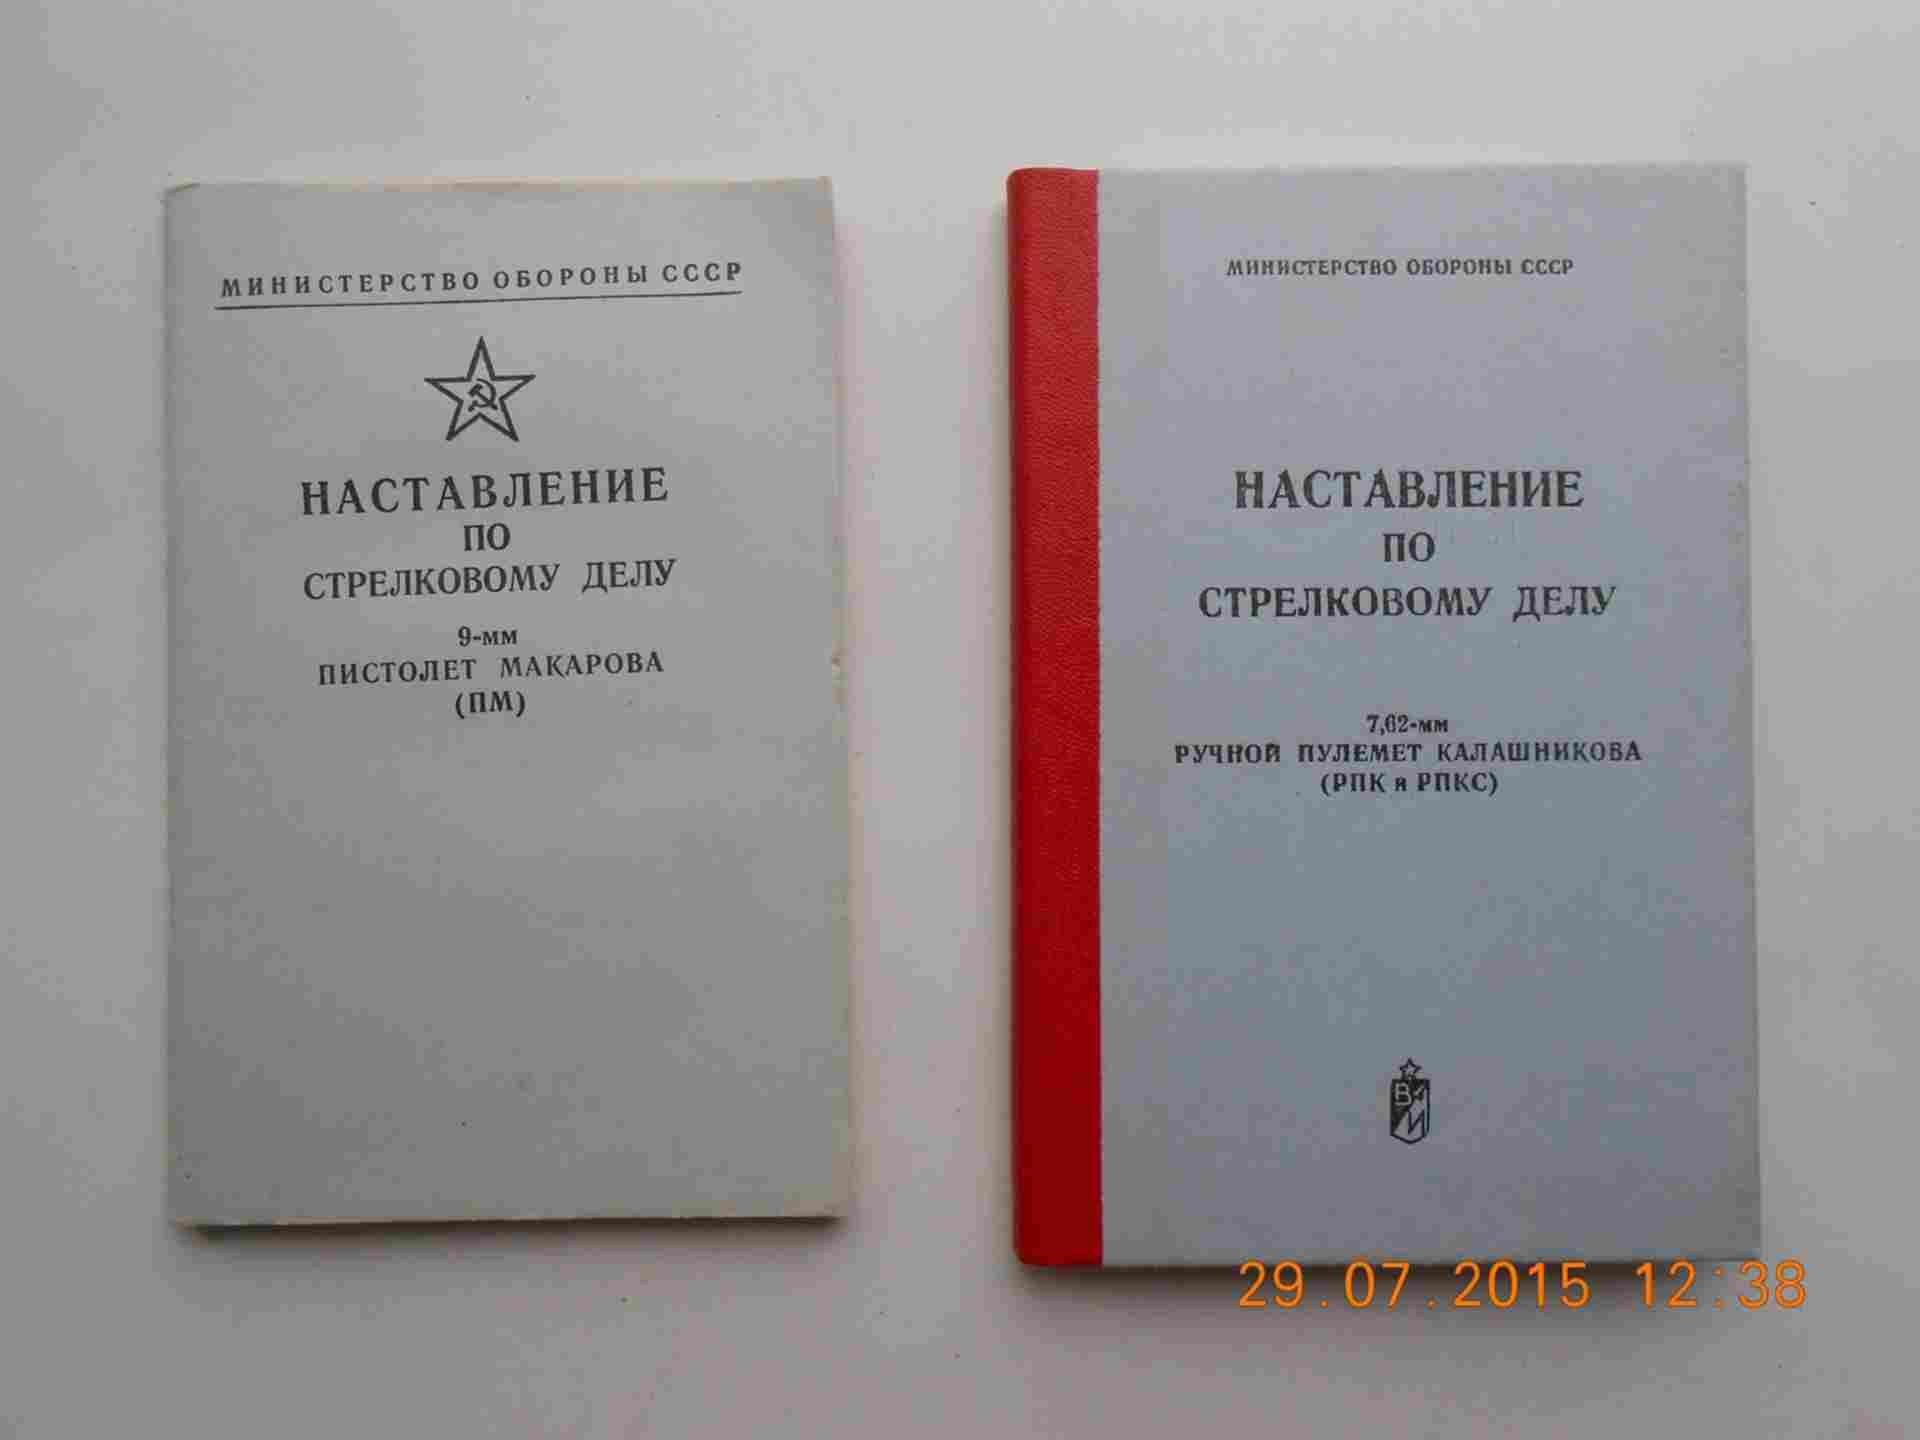 МИНИСТЕРСТВО ОБОРОНЫ СССР
НАСТАВЛЕНИЕ
ПО
СТРЕЛКОВОМУ ДЕЛУ
9-мм
ПИСТОЛЕТ МАКАРОВА
(ПМ)
МИНИСТЕРСТВО ОБОРОНЫ СССР
НАСТАВЛЕНИЕ
ПО
СТРЕЛКОВОМУ ДЕЛУ
7,62-мм
РУЧНОЙ ПУЛЕМЕТ КАЛАШНИКОВА
(РПК и РПКС)
В
И
29.07.2015 12:38